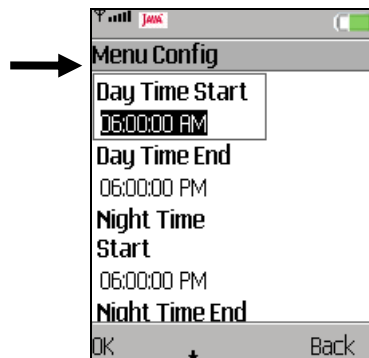 JAVA
Menu Config
Day Time Start
06:00:00 AM
Day Time End
06:00:00 PM
Night Time
Start
06:00:00 PM
Night Time End
OK Back